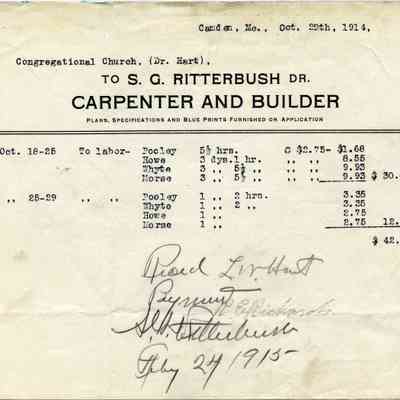 Camden, Me., Oct. 29th, 1914,
Congregational Church, (Dr. Hart),
TO S. G. RITTERBUSH DR.
CARPENTER AND BUILDER
PLANS, SPECIFICATIONS AND BLUE PRINTS FURNISHED ON APPLICATION
Oct. 18-25 To labor- Pooley 5½ hrs. @ $2.75- $1.68
Howe 3 dys. 1 hr. ,, ,, 8.55
Whyte 3 ,, 5½ ,, ,, ,, 9.93
Morse 3 ,, 5½ ,, ,, ,, 9.93 $ 30.
,, 25-29 ,, ,, Pooley 1 ,, 2 hrs. 3.35
Whyte 1 ,, 2 ,, 3.35
Howe 1 ,, 2.75
Morse 1 ,, 2.75 12.
$ 42.
Recd
Payment
S. G. Ritterbush
24 1915